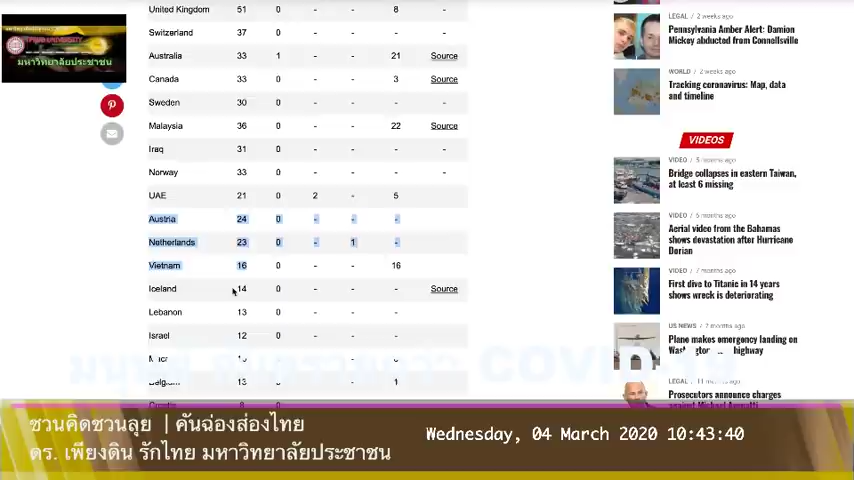 United Kingdom 51 0 - - 8 -
Switzerland 37 - -
Australia 33 1 - - 21 Source
Canada 33 0 - - 3 Source
Sweden 30 0 - - - -
Malaysia 36 0 - - 22 Source
Iraq 31 0 - - - -
Norway 33 0 - - - -
UAE 21 0 2 - 5
Austria 24 0 - - -
Netherlands 23 0 - 1 -
Vietnam 16 0 - - 16
Iceland 14 0 - - - Source
Lebanon 13 0 - - -
Israel 12 0 - - -
13 1
มหาวิทยาลัยประชาชน
LEGAL / 2 weeks ago
Pennsylvania Amber Alert: Damion
Mickey abducted from Connellsville
WORLD / 2 weeks ago
Tracking coronavirus: Map, data
and timeline
VIDEOS
VIDEO / 5 months ago
Bridge collapses in eastern Taiwan,
at least 6 missing
VIDEO / 6 months ago
Aerial video from the Bahamas
shows devastation after Hurricane
Dorian
VIDEO / 7 months ago
First dive to Titanic in 14 years
shows wreck is deteriorating
US NEWS / 7 months ago
Plane makes emergency landing on
highway
LEGAL / 11 months ago
Prosecutors announce charges
against Michael
ชวนคิดชวนลุย | คันฉ่องส่องไทย
ดร. เพียงดิน รักไทย มหาวิทยาลัยประชาชน
Wednesday, 04 March 2020 10:43:40